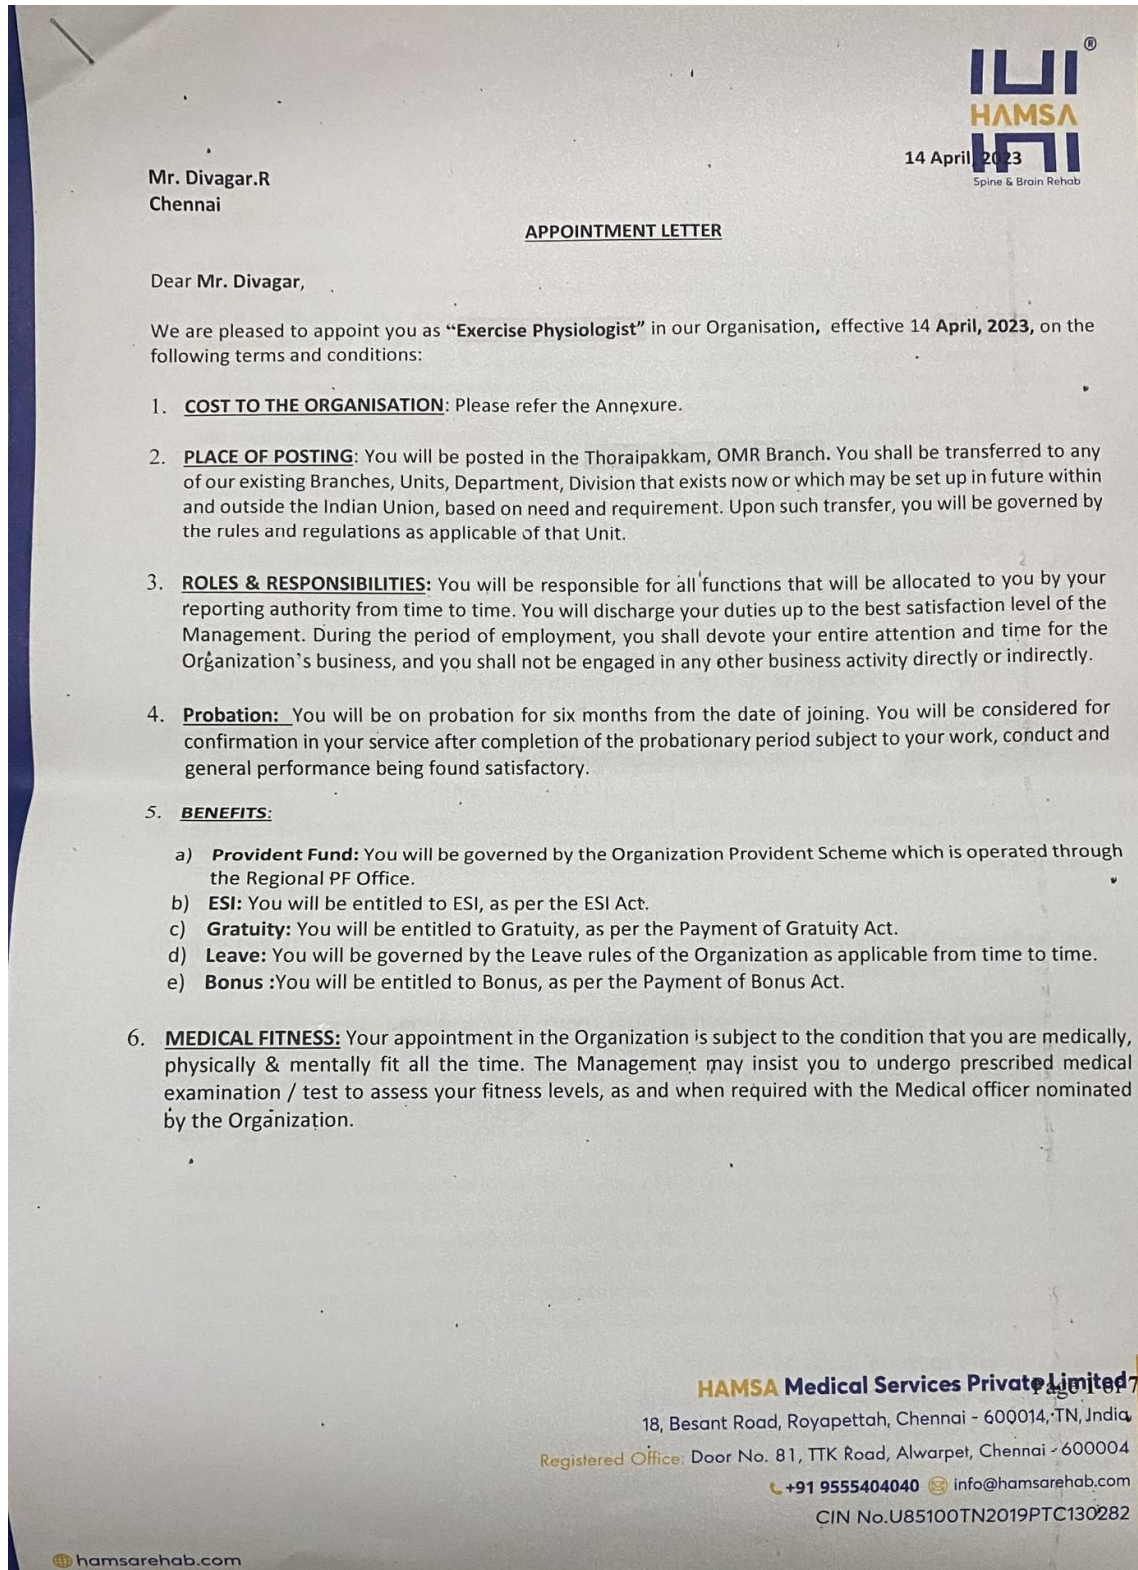 ®
HAMSA
Spine & Brain Rehab
14 April, 2023
Mr. Divagar.R
Chennai
APPOINTMENT LETTER
Dear Mr. Divagar,
We are pleased to appoint you as “Exercise Physiologist” in our Organisation, effective 14 April, 2023, on the
following terms and conditions:
1. COST TO THE ORGANISATION: Please refer the Annexure.
2. PLACE OF POSTING: You will be posted in the Thoraipakkam, OMR Branch. You shall be transferred to any
of our existing Branches, Units, Department, Division that exists now or which may be set up in future within
and outside the Indian Union, based on need and requirement. Upon such transfer, you will be governed by
the rules and regulations as applicable of that Unit.
3. ROLES & RESPONSIBILITIES: You will be responsible for all functions that will be allocated to you by your
reporting authority from time to time. You will discharge your duties up to the best satisfaction level of the
Management. During the period of employment, you shall devote your entire attention and time for the
Organization's business, and you shall not be engaged in any other business activity directly or indirectly.
4. Probation: You will be on probation for six months from the date of joining. You will be considered for
confirmation in your service after completion of the probationary period subject to your work, conduct and
general performance being found satisfactory.
5. BENEFITS:
a) Provident Fund: You will be governed by the Organization Provident Scheme which is operated through
the Regional PF Office.
b) ESI: You will be entitled to ESI, as per the ESI Act.
c) Gratuity: You will be entitled to Gratuity, as per the Payment of Gratuity Act.
d) Leave: You will be governed by the Leave rules of the Organization as applicable from time to time.
e) Bonus :You will be entitled to Bonus, as per the Payment of Bonus Act.
6. MEDICAL FITNESS: Your appointment in the Organization is subject to the condition that you are medically,
physically & mentally fit all the time. The Management may insist you to undergo prescribed medical
examination / test to assess your fitness levels, as and when required with the Medical officer nominated
by the Organization.
HAMSA Medical Services Private Limited
Page 1 of 7
18, Besant Road, Royapettah, Chennai - 600014, TN, India
Registered Office: Door No. 81, TTK Road, Alwarpet, Chennai - 600004
+91 9555404040 info@hamsarehab.com
CIN No.U85100TN2019PTC130282
hamsarehab.com